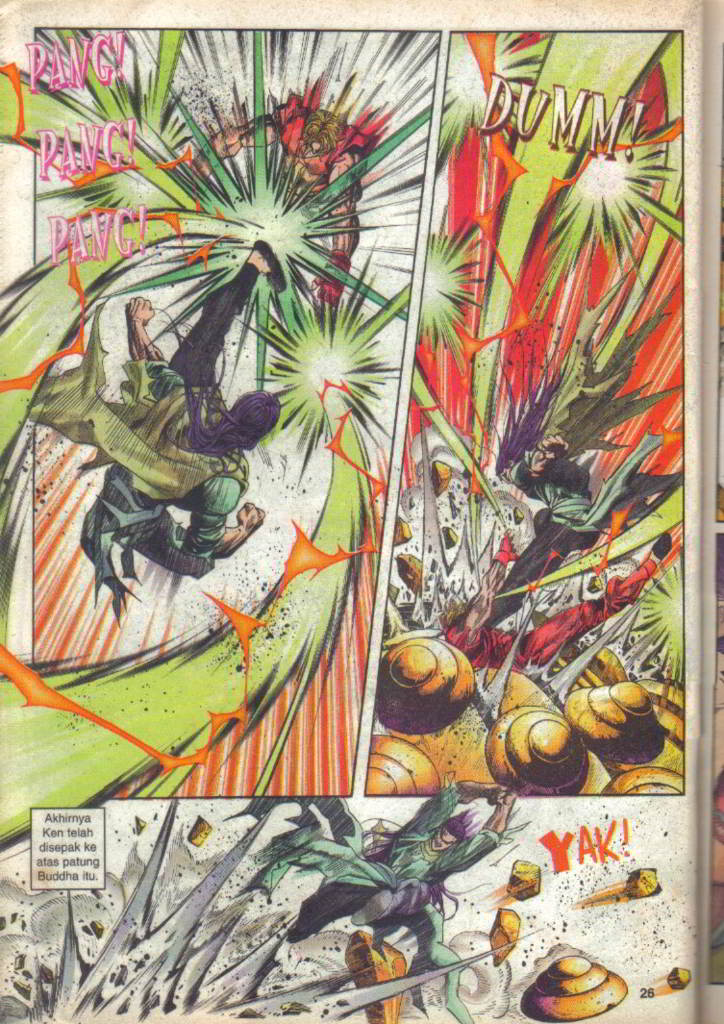 PANG!
PANG!
PANG!
DUMM!
Akhirnya
Ken telah
disepak ke
atas patung
Buddha itu.
YAK!
26